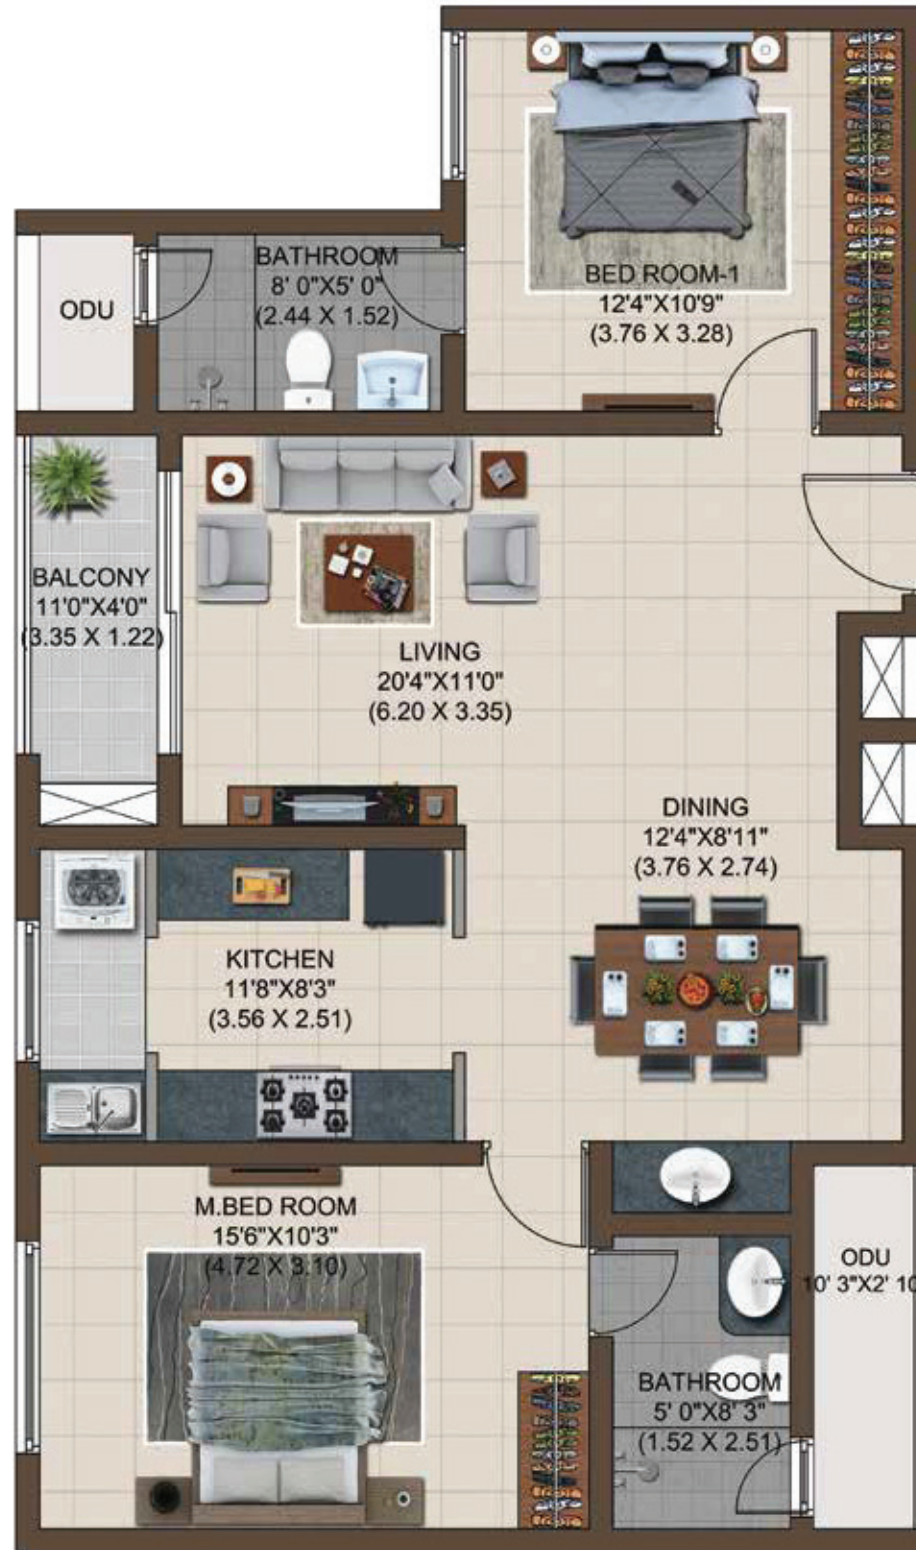 BED ROOM-1
12'4"X10'9"
(3.76 X 3.28)
BATHROOM
8' 0"X5' 0"
(2.44 X 1.52)
ODU
BALCONY
11'0"X4'0"
(3.35 X 1.22)
LIVING
20'4"X11'0"
(6.20 X 3.35)
DINING
12'4"X8'11"
(3.76 X 2.74)
KITCHEN
11'8"X8'3"
(3.56 X 2.51)
M.BED ROOM
15'6"X10'3"
(4.72 X 3.10)
ODU
10' 3"X2' 10
BATHROOM
5' 0"X8' 3"
(1.52 X 2.51)